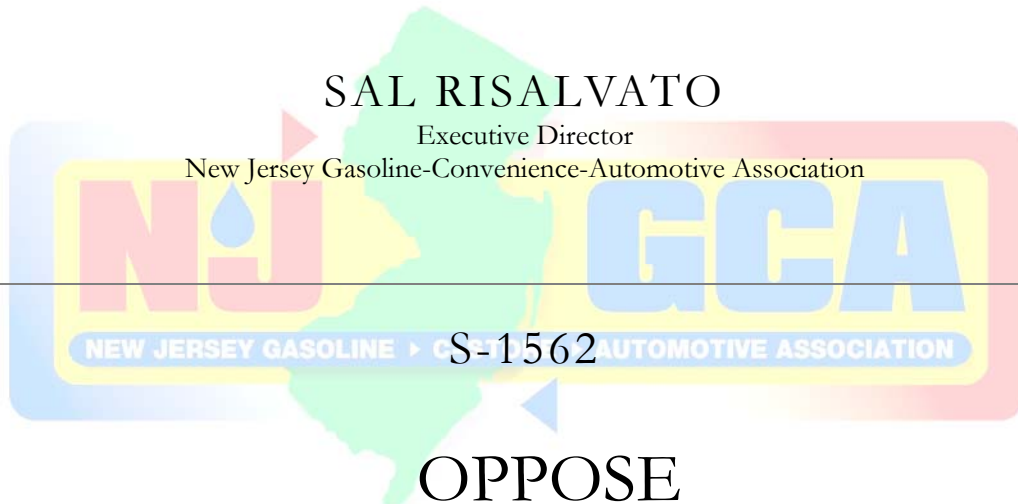 SAL RISALVATO
Executive Director
New Jersey Gasoline-Convenience-Automotive Association
NJ GCA
S-1562
NEW JERSEY GASOLINE AUTOMOTIVE ASSOCIATION
OPPOSE